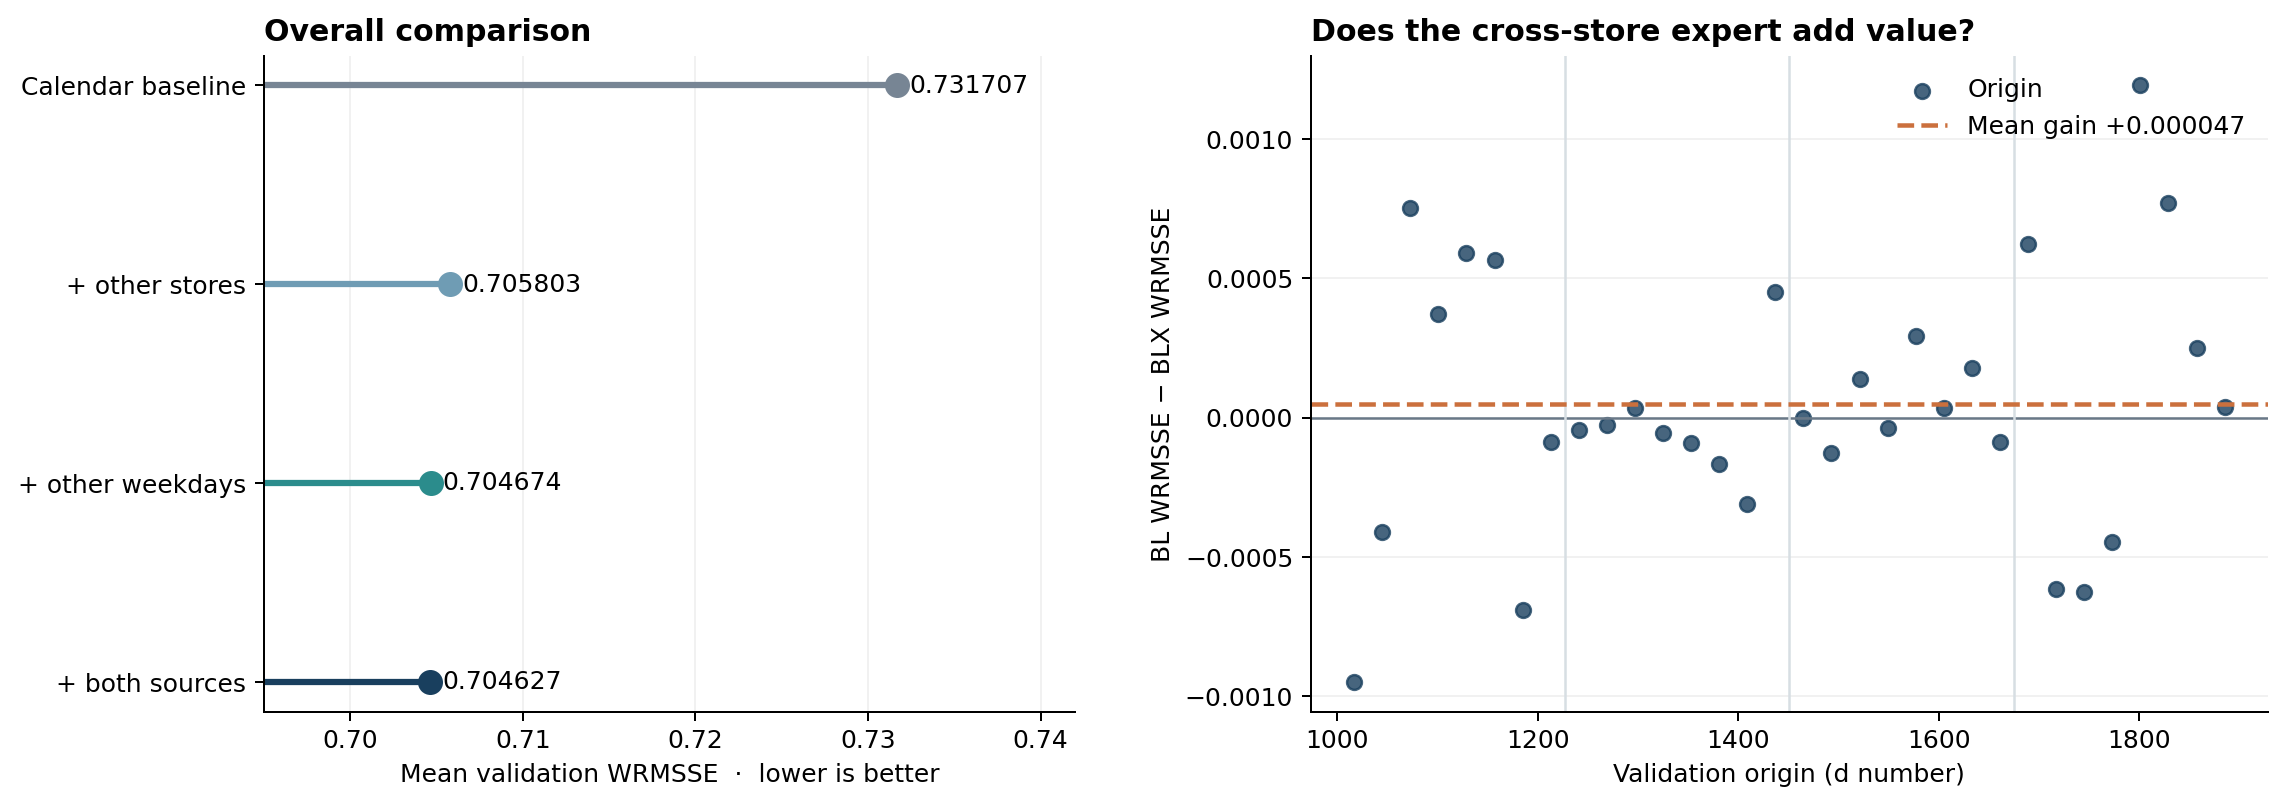 Overall comparison
Calendar baseline
0.731707
+ other stores
0.705803
+ other weekdays
0.704674
+ both sources
0.704627
0.70 0.71 0.72 0.73 0.74
Mean validation WRMSSE · lower is better
Does the cross-store expert add value?
Origin
Mean gain +0.000047
BL WRMSSE − BLX WRMSSE
0.0010
0.0005
0.0000
−0.0005
−0.0010
1000 1200 1400 1600 1800
Validation origin (d number)